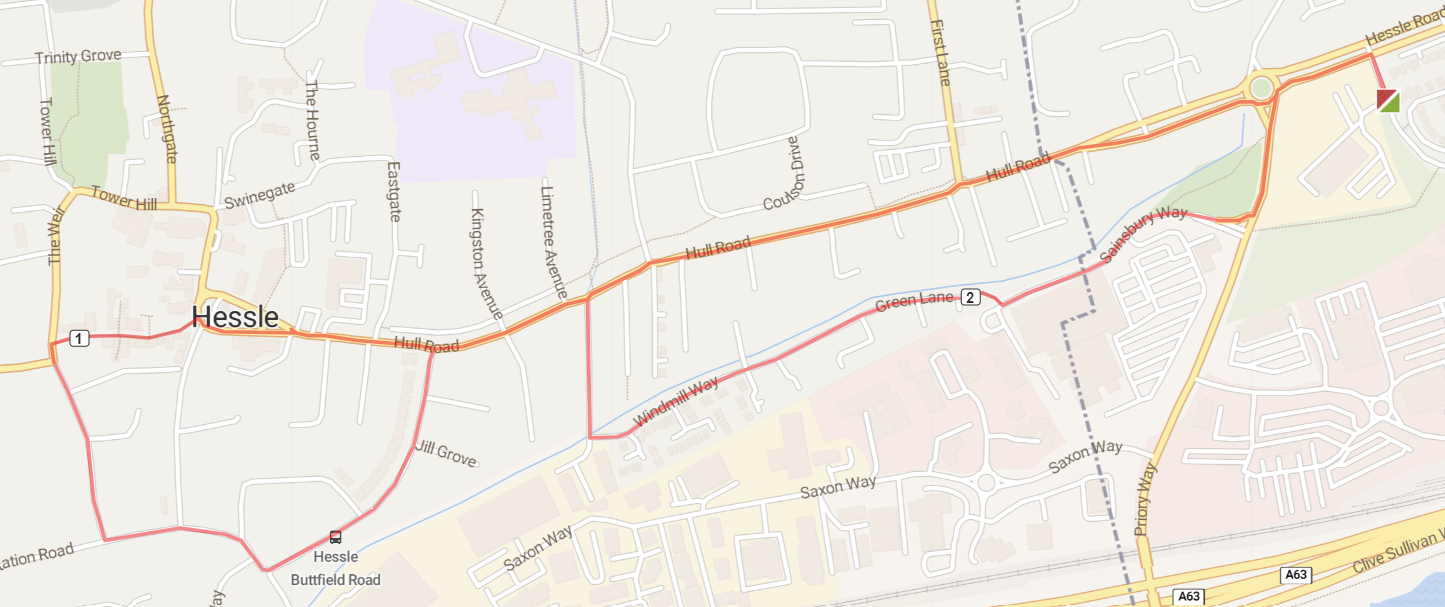 Hessle Road
First Lane
Trinity Grove
The Hourne
Tower Hill
Northgate
Hull Road
Eastgate
Coulson Drive
Swinegate
Tower Hill
Limetree Avenue
Kingston Avenue
The Weir
Sainsbury Way
Hull Road
Green Lane
2
Hessle
1
Hull Road
Windmill Way
Jill Grove
Saxon Way
Saxon Way
Priory Way
Saxon Way
Hessle
Buttfield Road
ation Road
Clive Sullivan
A63
A63
ay